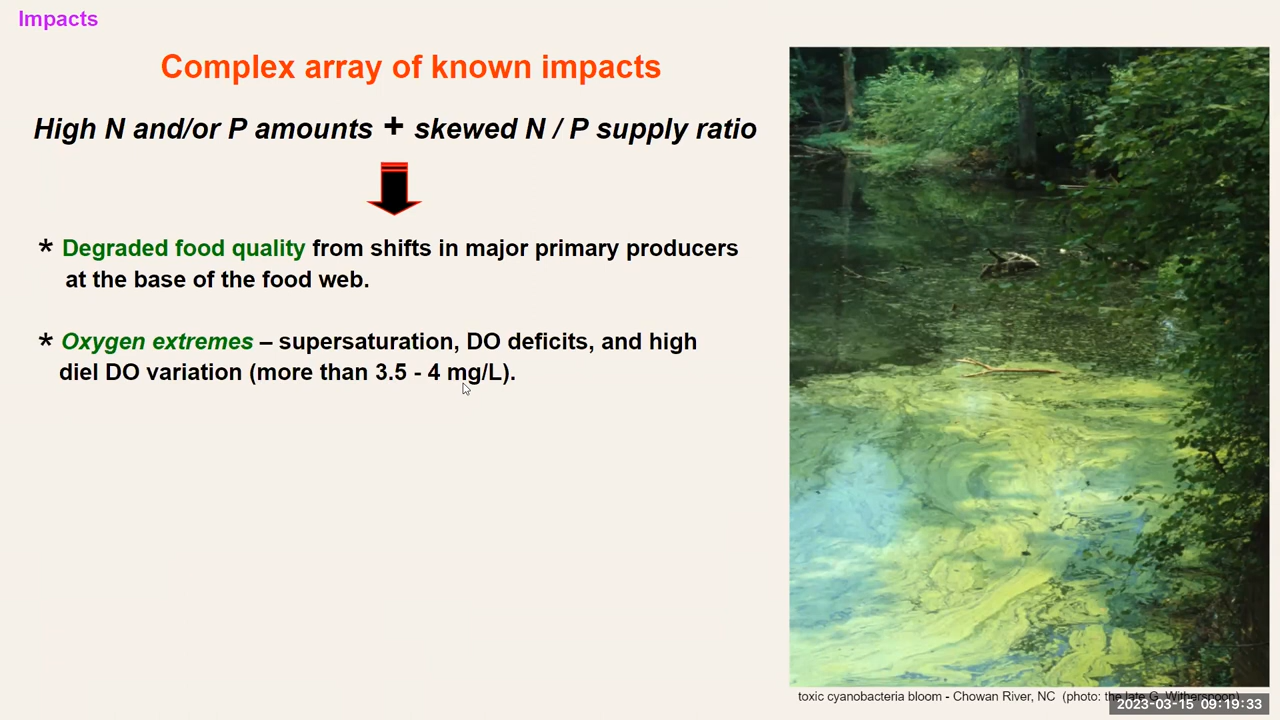 Impacts
Complex array of known impacts
High N and/or P amounts + skewed N / P supply ratio
* Degraded food quality from shifts in major primary producers
at the base of the food web.
* Oxygen extremes – supersaturation, DO deficits, and high
diel DO variation (more than 3.5 - 4 mg/L).
toxic cyanobacteria bloom - Chowan River, NC (photo: the late G. Witherspoon)
2023-03-15 09:19:33